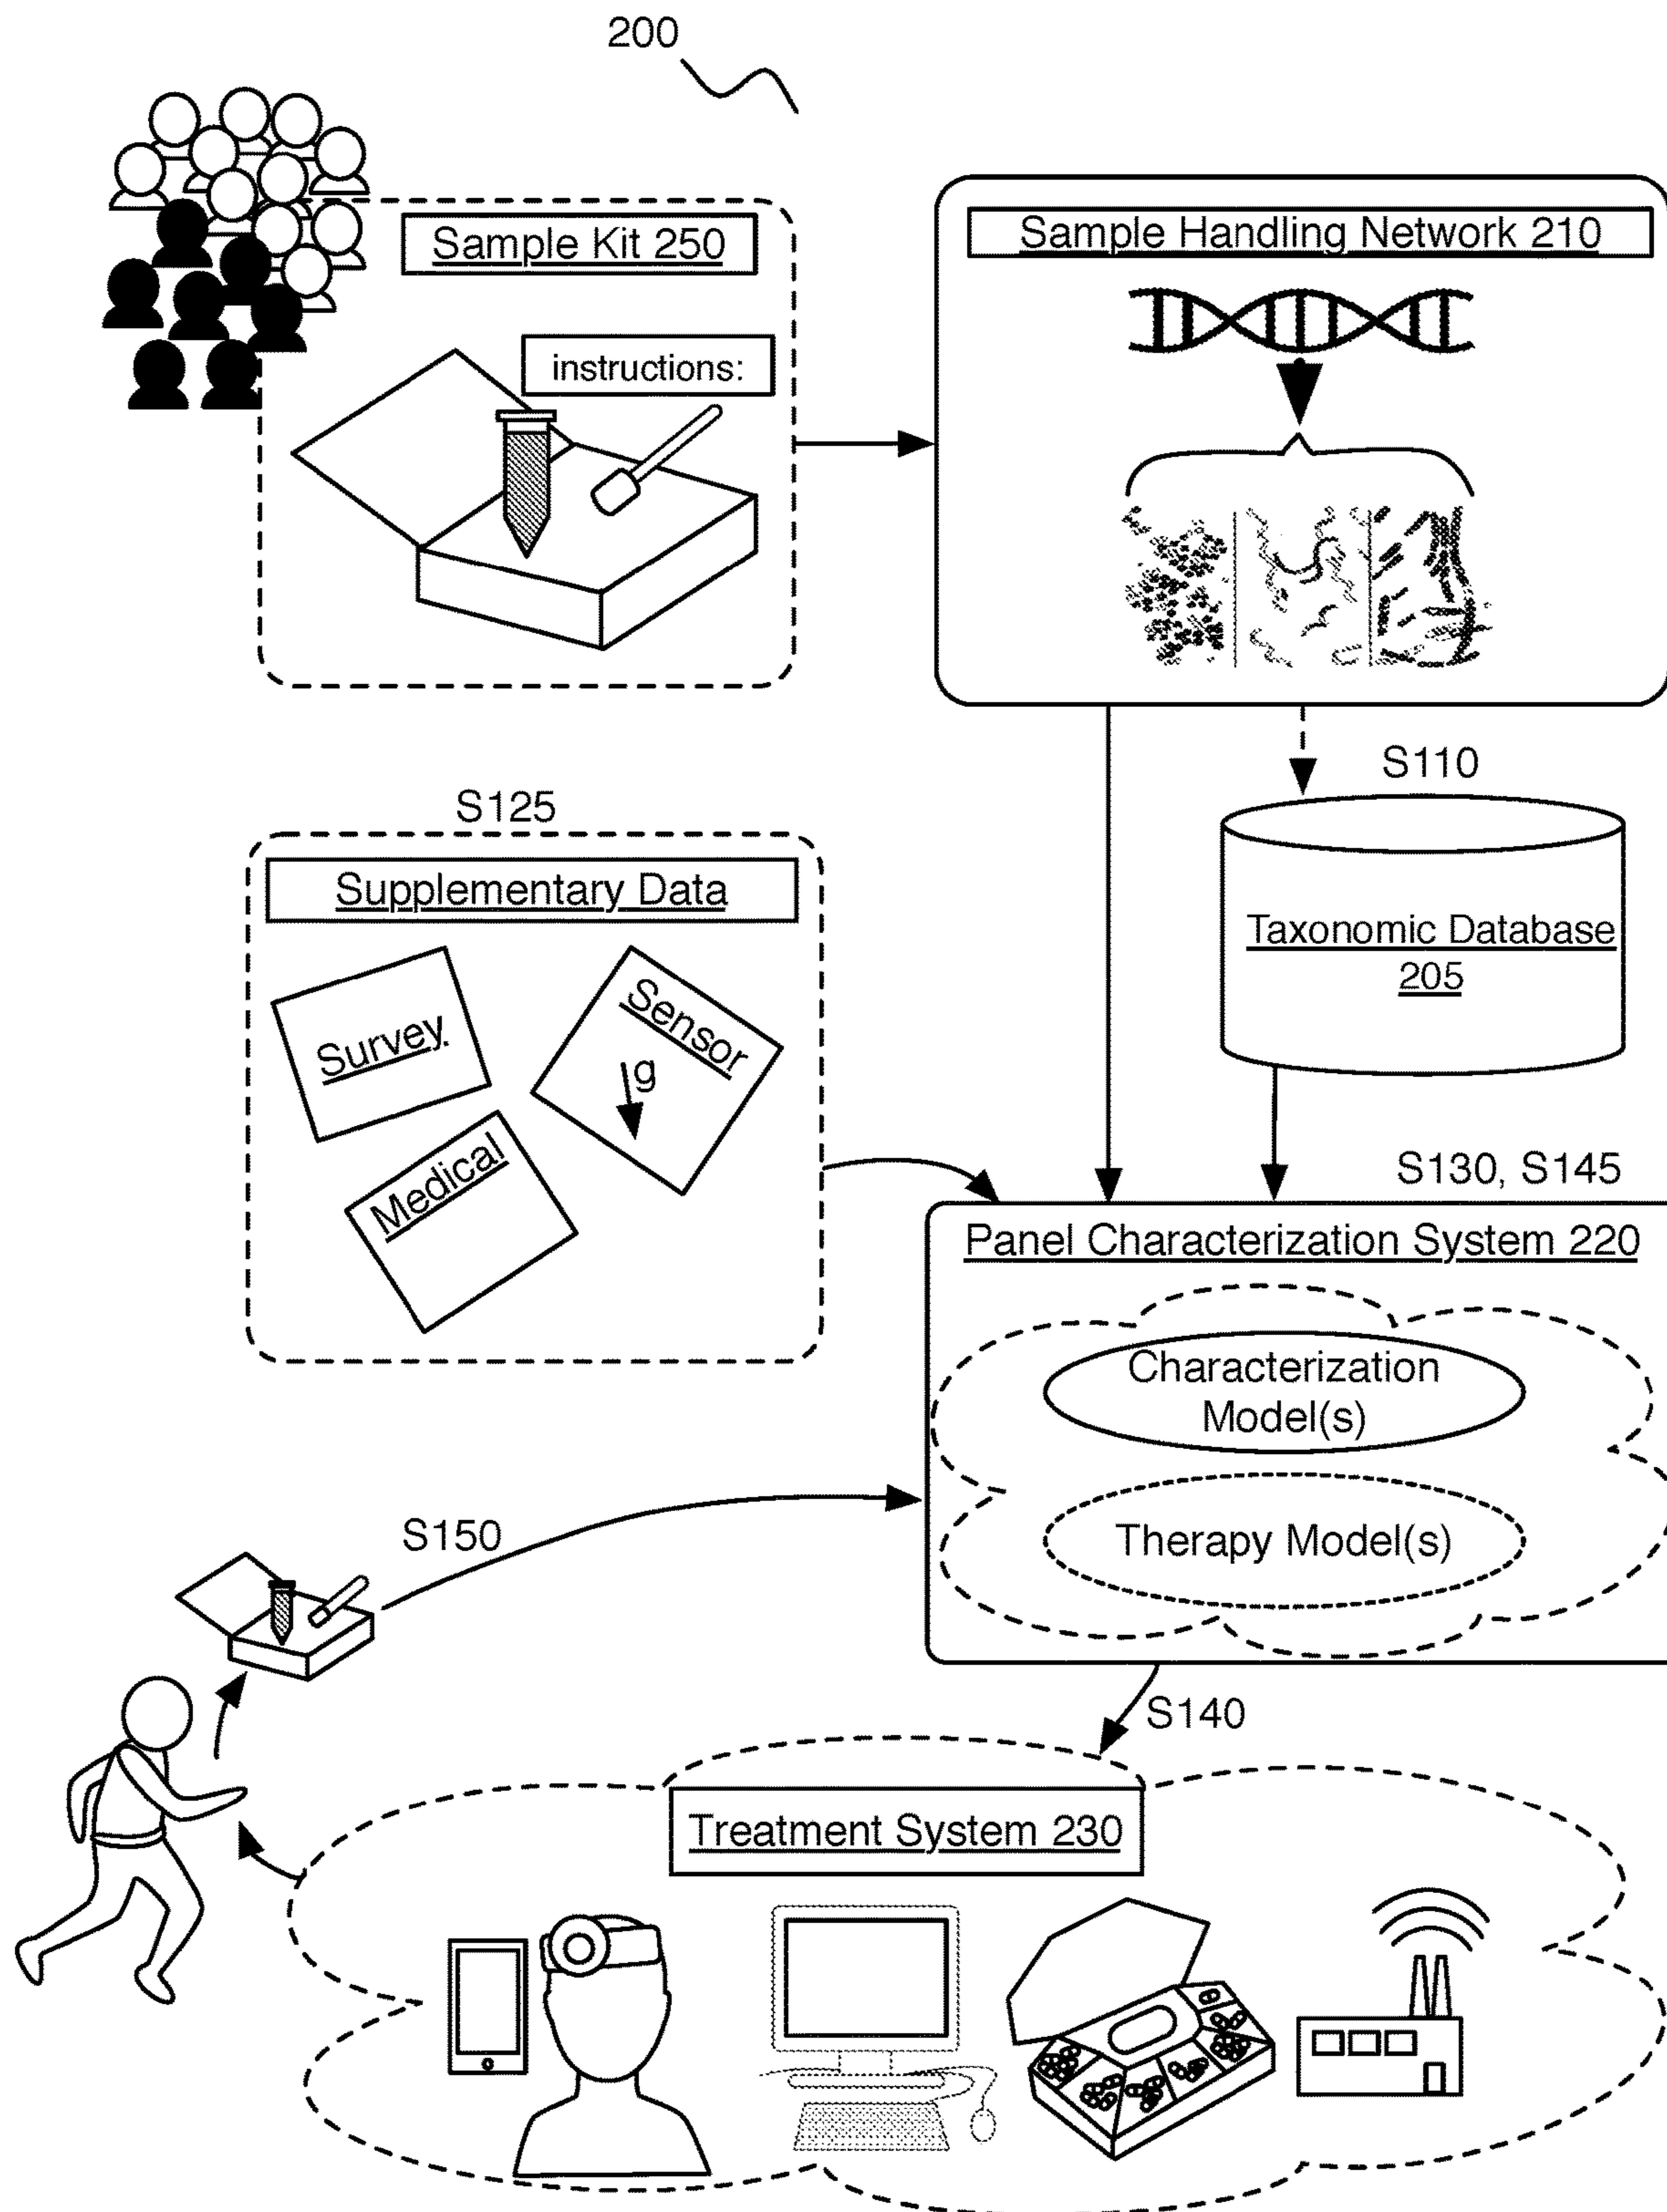 200
Sample Kit 250
instructions:
Sample Handling Network 210
S110
Taxonomic Database
205
S125
Supplementary Data
Survey
Sensor
g
Medical
S130, S145
Panel Characterization System 220
Characterization
Model(s)
Therapy Model(s)
S150
S140
Treatment System 230